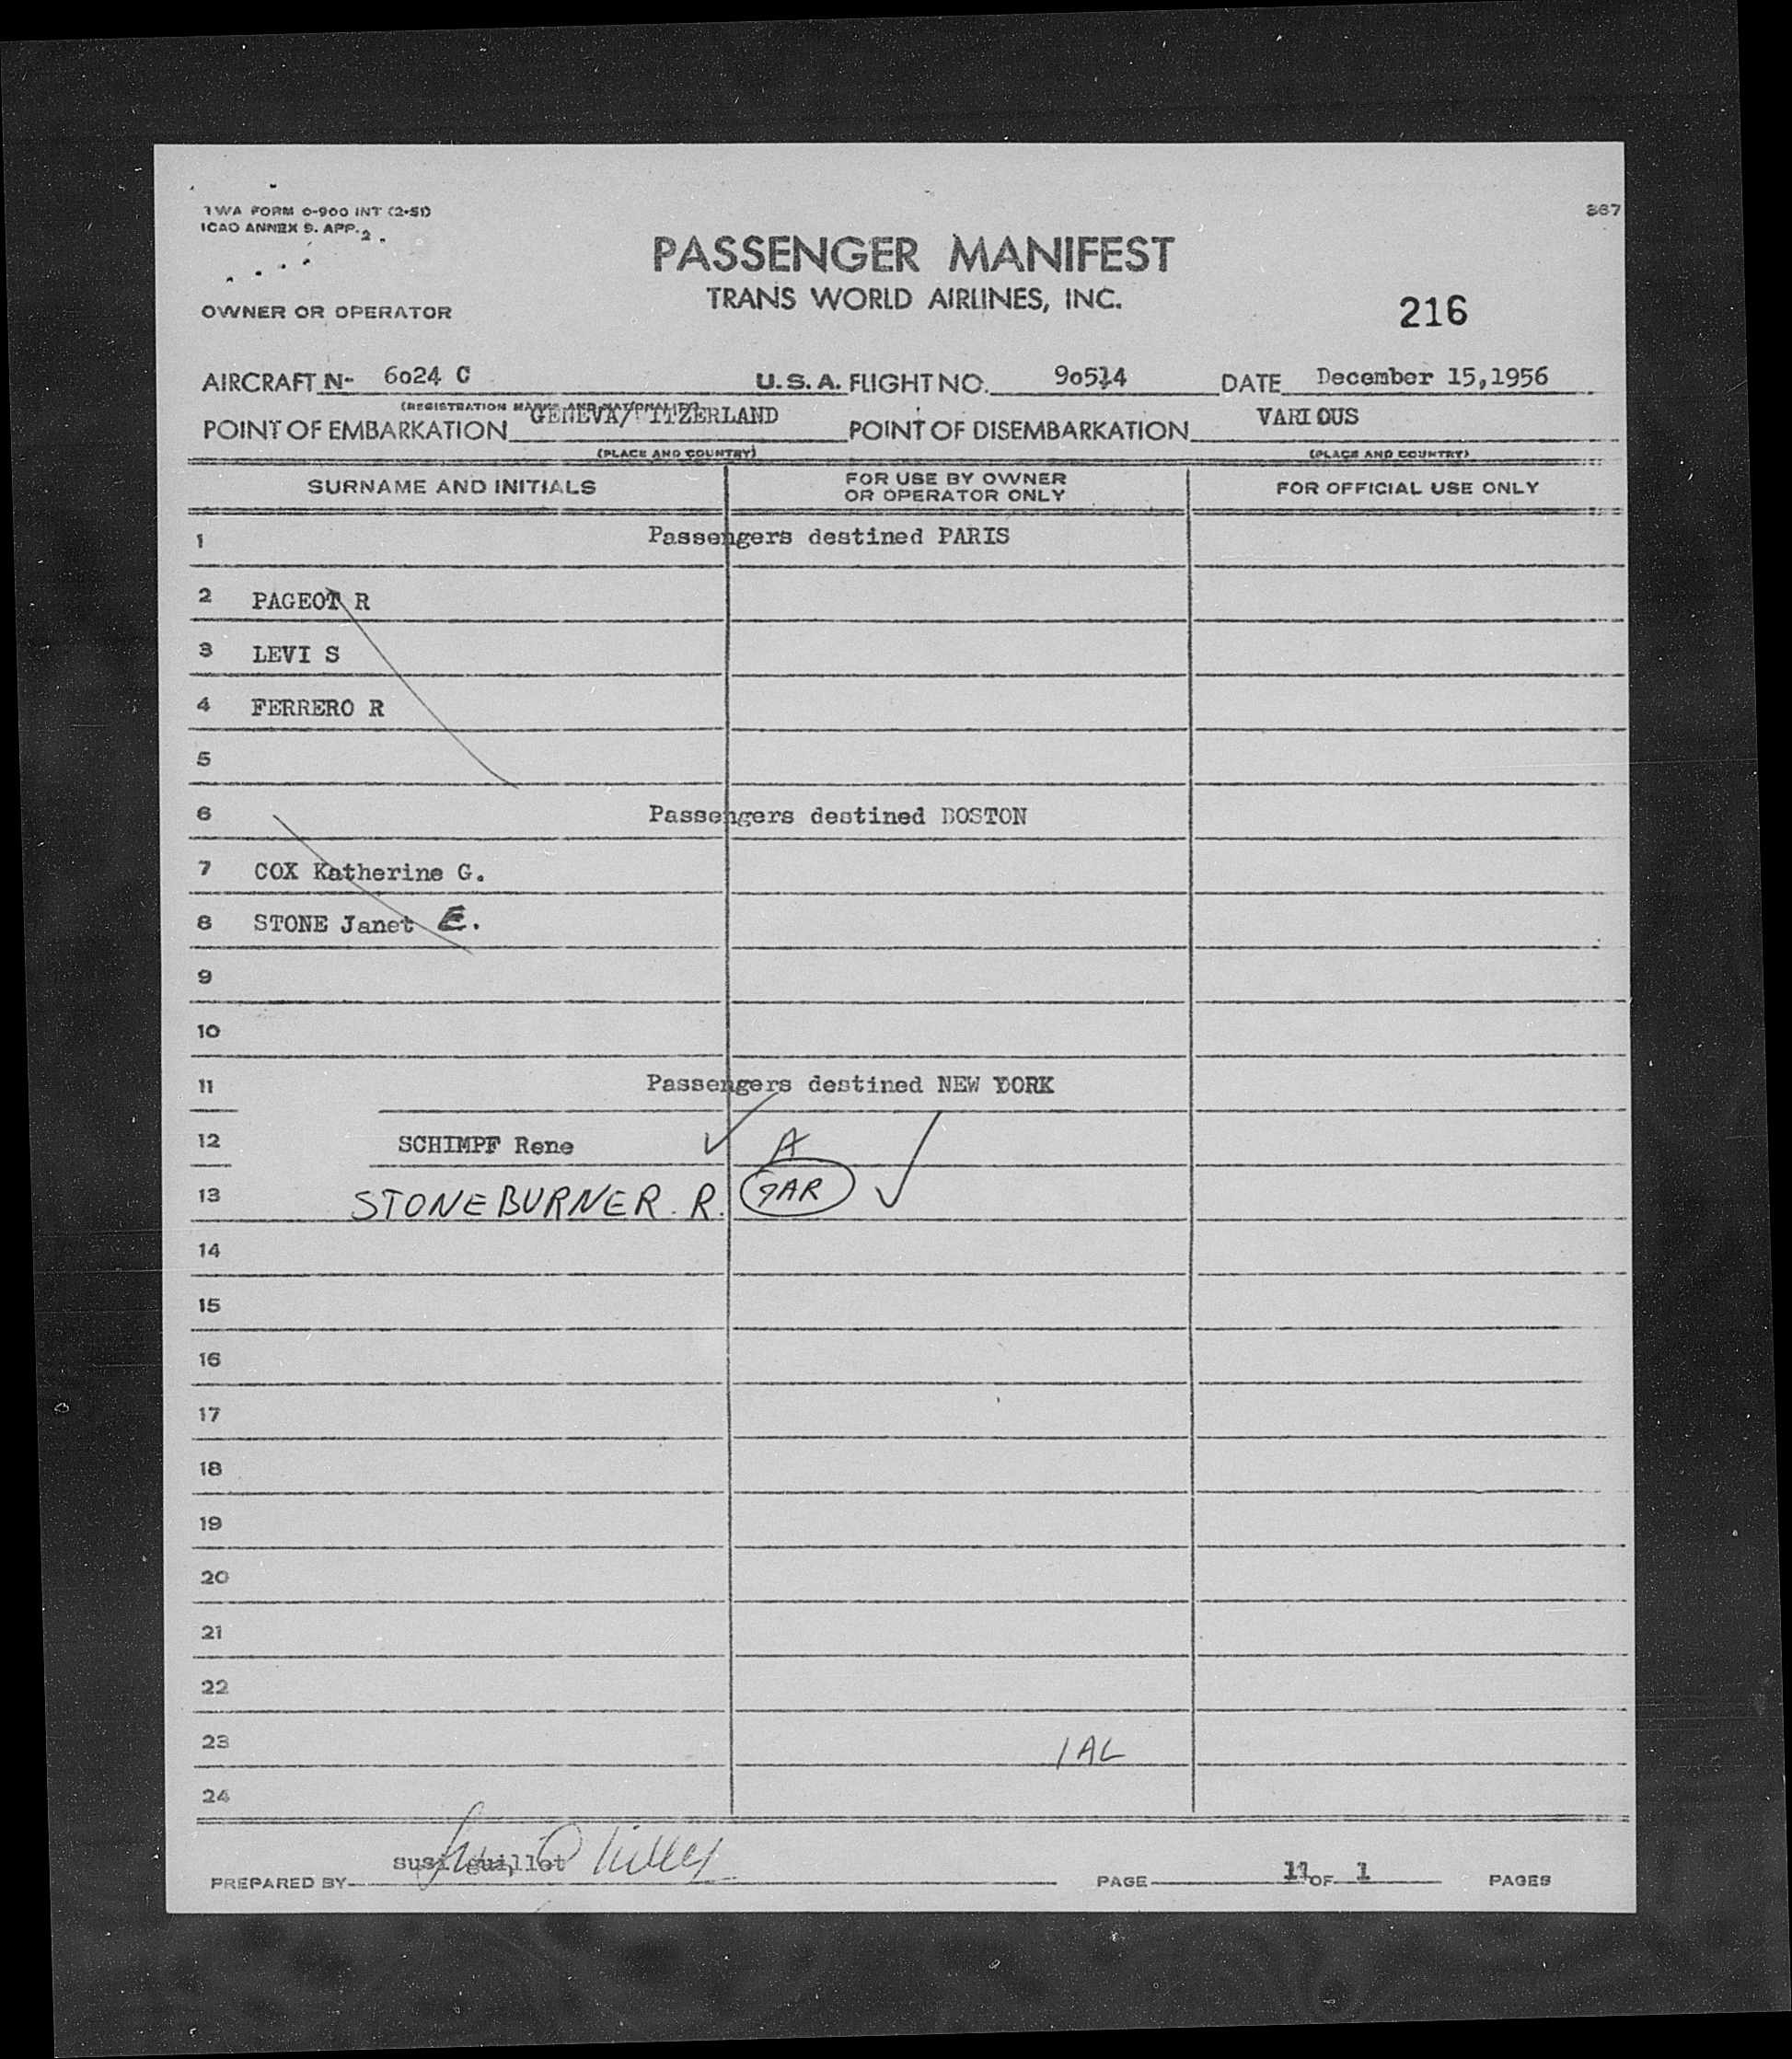 TWA FORM 0-900 INT (2-51)
ICAO ANNEX 9. APP. 2
367
PASSENGER MANIFEST
TRANS WORLD AIRLINES, INC.
OWNER OR OPERATOR
216
AIRCRAFT N- 6024 C U.S.A. FLIGHT NO. DATE December 15,1956
(REGISTRATION MARKS AND NATIONALITY)
POINT OF EMBARKATION GENEVA/ ITZERLAND POINT OF DISEMBARKATION VARIOUS
(PLACE AND COUNTRY) (PLACE AND COUNTRY)
SURNAME AND INITIALS FOR USE BY OWNER OR OPERATOR ONLY FOR OFFICIAL USE ONLY
1 Passengers destined PARIS
2 PAGEOT R
3 LEVI S
4 FERRERO R
5
6 Passengers destined BOSTON
7 COX Katherine G.
8 STONE Janet E.
9
10
11 Passengers destined NEW YORK
12 SCHIMPF Rene A
13 STONEBURNER. R.
14
15
16
17
18
19
20
21
22
23 1 AL
24
PREPARED BY PAGE OF 1 PAGES